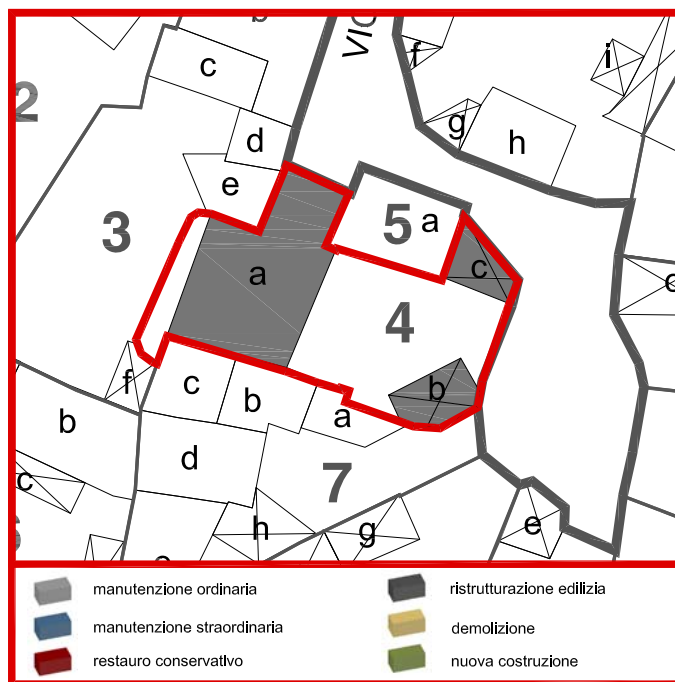 VIC
c
f
i
2
g
h
d
e
5
a
3
c
a
4
c
f
c
b
b
a
b
d
7
c
h
g
e
manutenzione ordinaria
ristrutturazione edilizia
manutenzione straordinaria
demolizione
restauro conservativo
nuova costruzione